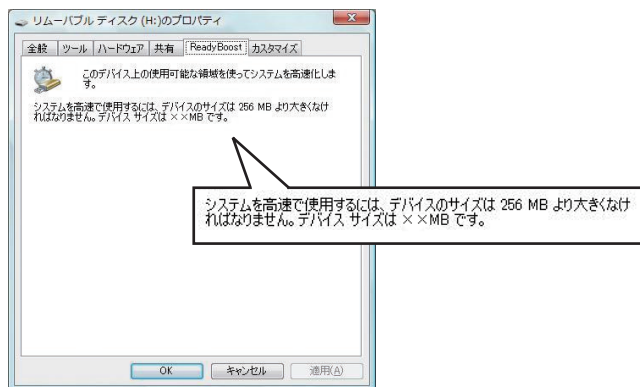 リムーバブル ディスク (H:)のプロパティ
全般 ツール ハードウェア 共有 ReadyBoost カスタマイズ
このデバイス上の使用可能な領域を使ってシステムを高速化しま
す。
システムを高速で使用するには、デバイスのサイズは 256 MB より大きくなけ
ればなりません。デバイス サイズは ××MB です。
システムを高速で使用するには、デバイスのサイズは 256 MB より大きくなけ
ればなりません。デバイス サイズは ××MB です。
OK キャンセル 適用(A)